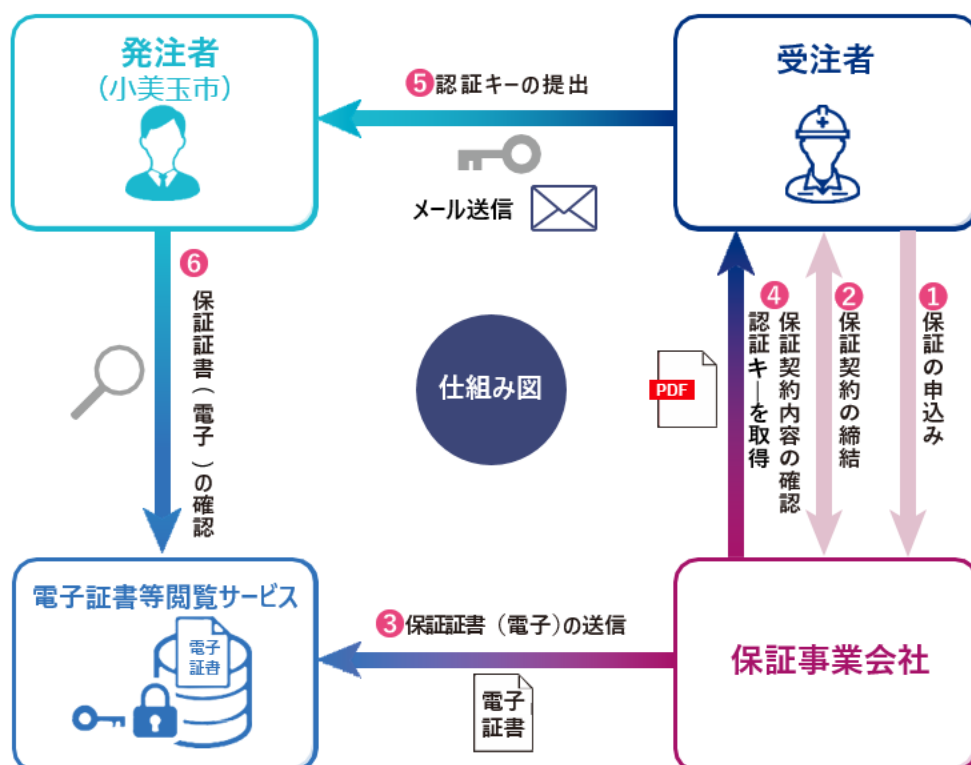 発注者
(小美玉市)
受注者
❺認証キーの提出
メール送信
❻
保証証書(電子)の確認
仕組み図
PDF
❹
保証契約内容の確認
認証キーを取得
❷
保証契約の締結
❶
保証の申込み
電子証書等閲覧サービス
電子
証書
❸保証証書(電子)の送信
電子
証書
保証事業会社